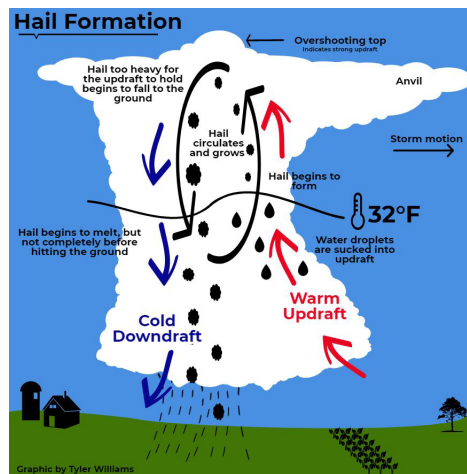 Hail Formation
Overshooting top
Indicates strong updraft
Hail too heavy for
the updraft to hold
begins to fall to the
ground
Anvil
Hail
circulates
and grows
Storm motion
Hail begins to
form
32°F
Hail begins to melt, but
not completely before
hitting the ground
Water droplets
are sucked into
updraft
Warm
Updraft
Cold
Downdraft
Graphic by Tyler Williams